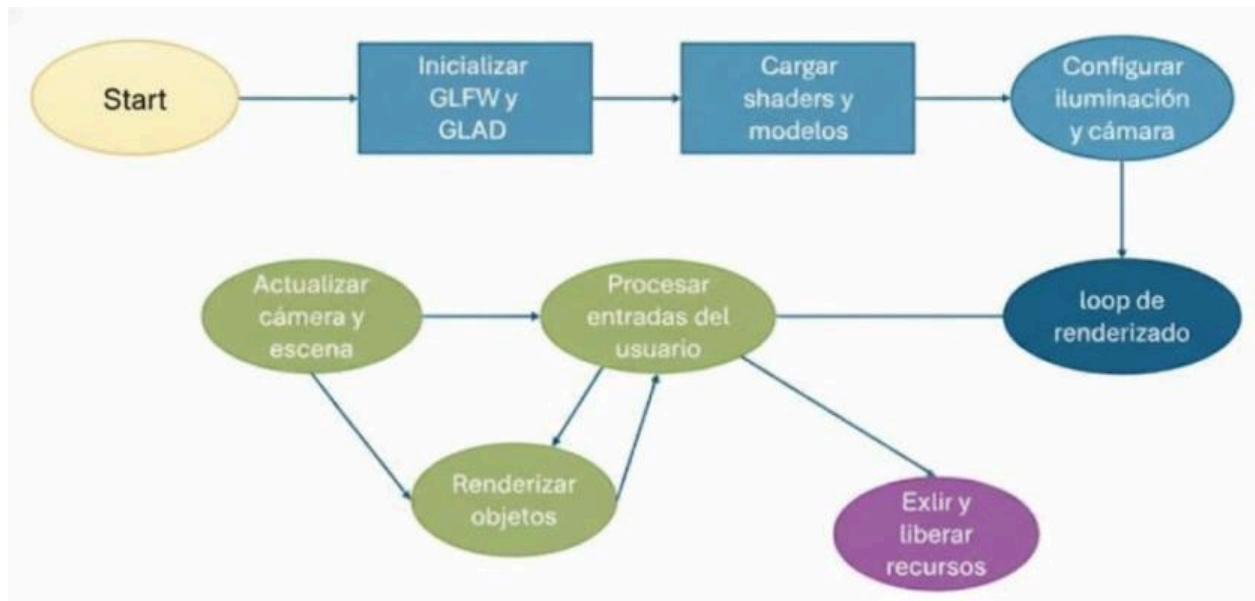 Start
Inicializar
GLFW y
GLAD
Cargar
shaders y
modelos
Configurar
iluminación
y cámara
Actualizar
cámera y
escena
Procesar
entradas del
usuario
loop de
renderizado
Renderizar
objetos
Exlir y
liberar
recursos